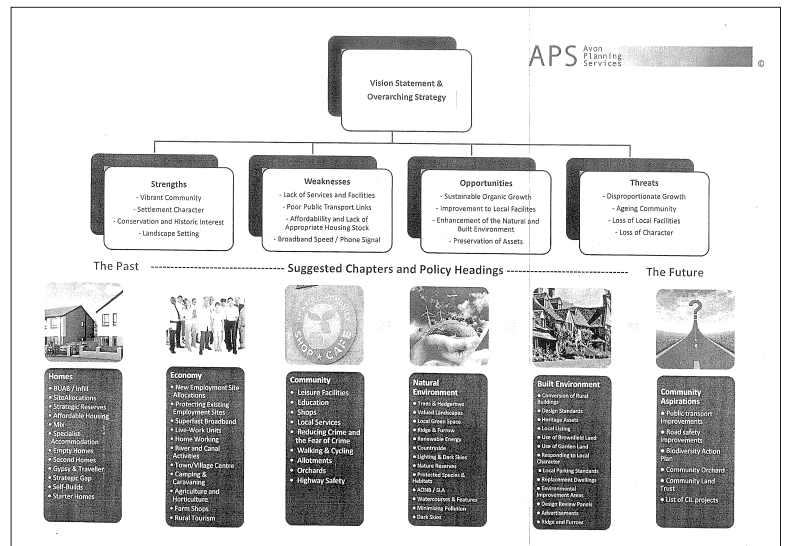 APS Avon
Planning
Services
©
Vision Statement &
Overarching Strategy
Strengths
- Vibrant Community
- Settlement Character
- Conservation and Historic Interest
- Landscape Setting
Weaknesses
- Lack of Services and Facilities
- Poor Public Transport Links
- Affordability and Lack of
Appropriate Housing Stock
- Broadband Speed / Phone Signal
Opportunities
- Sustainable Organic Growth
- Improvement to Local Facilites
- Enhancement of the Natural and
Built Environment
- Preservation of Assets
Threats
- Disproportionate Growth
- Ageing Community
- Loss of Local Facilities
- Loss of Character
The Past ---------------------- Suggested Chapters and Policy Headings -------------------- The Future
SHOP ★ CAFE
?
Homes
• BUAB / Infill
• SiteAllocations
• Strategic Reserves
• Affordable Housing
• Mix
• Specialist
Accommodation
• Empty Homes
• Second Homes
• Gypsy & Traveller
• Strategic Gap
• Self-Builds
• Starter Homes
Economy
• New Employment Site
Allocations
• Protecting Existing
Employment Sites
• Superfast Broadband
• Live-Work Units
• Home Working
• River and Canal
Activities
• Town/Village Centre
• Camping &
Caravaning
• Agriculture and
Horticulture
• Farm Shops
• Rural Tourism
Community
• Leisure Facilities
• Education
• Shops
• Local Services
• Reducing Crime and
the Fear of Crime
• Walking & Cycling
• Allotments
• Orchards
• Highway Safety
Natural
Environment
• Trees & Hedgerows
• Valued Landscapes
• Local Green Space
• Ridge & Furrow
• Renewable Energy
• Countryside
• Lighting & Dark Skies
• Nature Reserves
• Protected Species &
Habitats
• AONB / SLA
• Watercourses & Features
• Minimising Pollution
• Dark Skies
Built Environment
• Conversion of Rural
Buildings
• Design Standards
• Heritage Assets
• Local Listing
• Use of Brownfield Land
• Use of Garden Land
• Responding to Local
Character
• Local Parking Standards
• Replacement Dwellings
• Environmental
Improvement Areas
• Design Review Panels
• Advertisements
• Ridge and Furrow
Community
Aspirations
• Public transport
improvements
• Road safety
improvements
• Biodiversity Action
Plan
• Community Orchard
• Community Land
Trust
• List of CIL projects